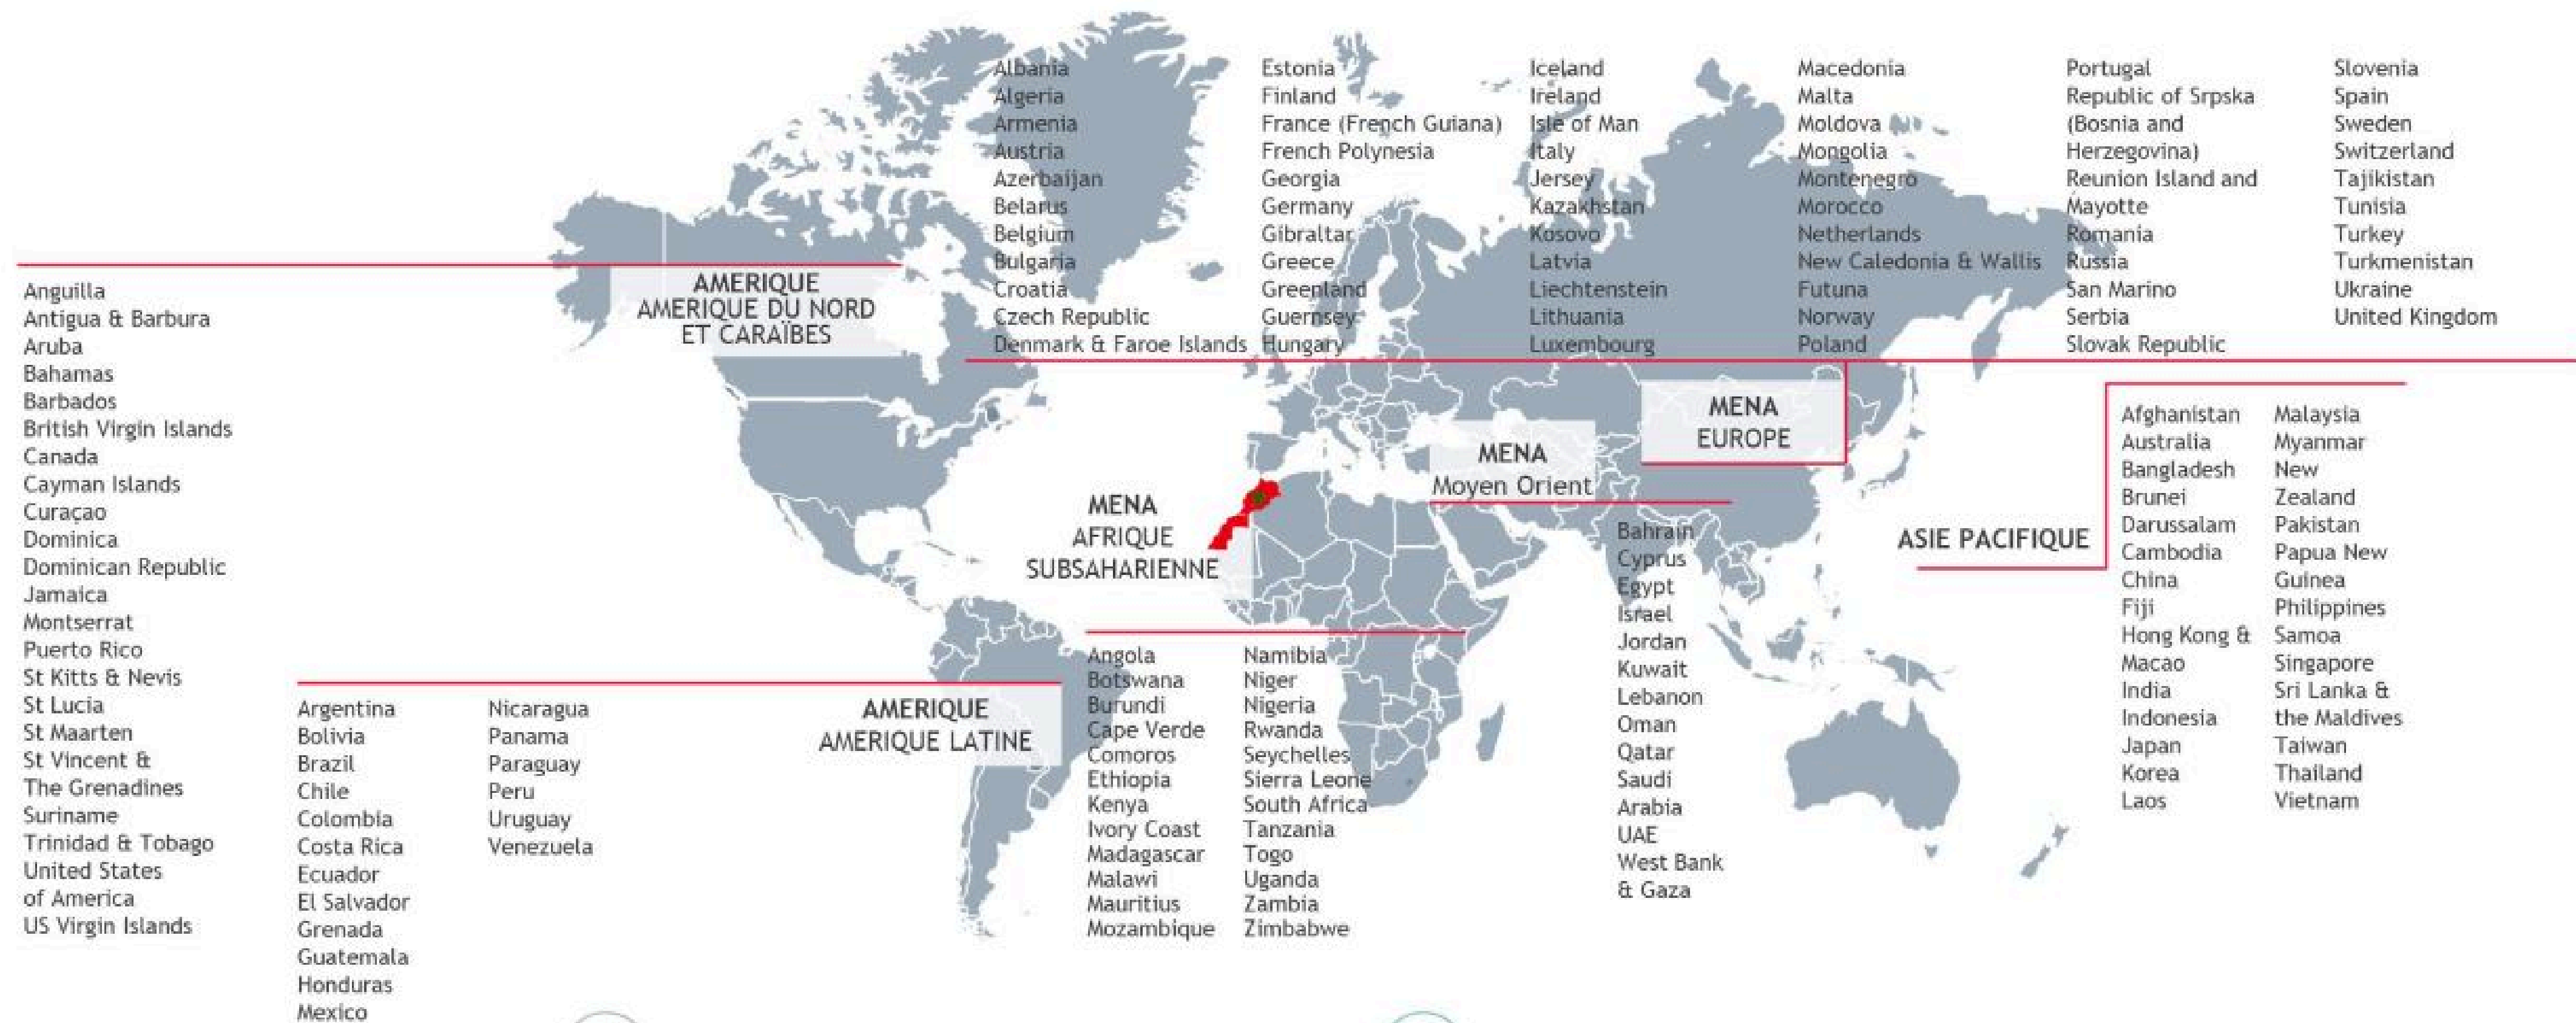 Albania
Algeria
Armenia
Austria
Azerbaijan
Belarus
Belgium
Bulgaria
Croatia
Czech Republic
Denmark & Faroe Islands
Estonia
Finland
France (French Guiana)
French Polynesia
Georgia
Germany
Gibraltar
Greece
Greenland
Guernsey
Hungary
Iceland
Ireland
Isle of Man
Italy
Jersey
Kazakhstan
Kosovo
Latvia
Liechtenstein
Lithuania
Luxembourg
Macedonia
Malta
Moldova
Mongolia
Montenegro
Morocco
Netherlands
New Caledonia & Wallis
Futuna
Norway
Poland
Portugal
Republic of Srpska
(Bosnia and
Herzegovina)
Reunion Island and
Mayotte
Romania
Russia
San Marino
Serbia
Slovak Republic
Slovenia
Spain
Sweden
Switzerland
Tajikistan
Tunisia
Turkey
Turkmenistan
Ukraine
United Kingdom
AMERIQUE
AMERIQUE DU NORD
ET CARAÏBES
Anguilla
Antigua & Barbura
Aruba
Bahamas
Barbados
British Virgin Islands
Canada
Cayman Islands
Curaçao
Dominica
Dominican Republic
Jamaica
Montserrat
Puerto Rico
St Kitts & Nevis
St Lucia
St Maarten
St Vincent &
The Grenadines
Suriname
Trinidad & Tobago
United States
of America
US Virgin Islands
MENA
EUROPE
MENA
Moyen Orient
MENA
AFRIQUE
SUBSAHARIENNE
ASIE PACIFIQUE
Afghanistan
Australia
Bangladesh
Brunei
Darussalam
Cambodia
China
Fiji
Hong Kong &
Macao
India
Indonesia
Japan
Korea
Laos
Malaysia
Myanmar
New
Zealand
Pakistan
Papua New
Guinea
Philippines
Samoa
Singapore
Sri Lanka &
the Maldives
Taiwan
Thailand
Vietnam
Bahrain
Cyprus
Egypt
Israel
Jordan
Kuwait
Lebanon
Oman
Qatar
Saudi
Arabia
UAE
West Bank
& Gaza
Angola
Botswana
Burundi
Cape Verde
Comoros
Ethiopia
Kenya
Ivory Coast
Madagascar
Malawi
Mauritius
Mozambique
Namibia
Niger
Nigeria
Rwanda
Seychelles
Sierra Leone
South Africa
Tanzania
Togo
Uganda
Zambia
Zimbabwe
AMERIQUE
AMERIQUE LATINE
Argentina
Bolivia
Brazil
Chile
Colombia
Costa Rica
Ecuador
El Salvador
Grenada
Guatemala
Honduras
Mexico
Nicaragua
Panama
Paraguay
Peru
Uruguay
Venezuela